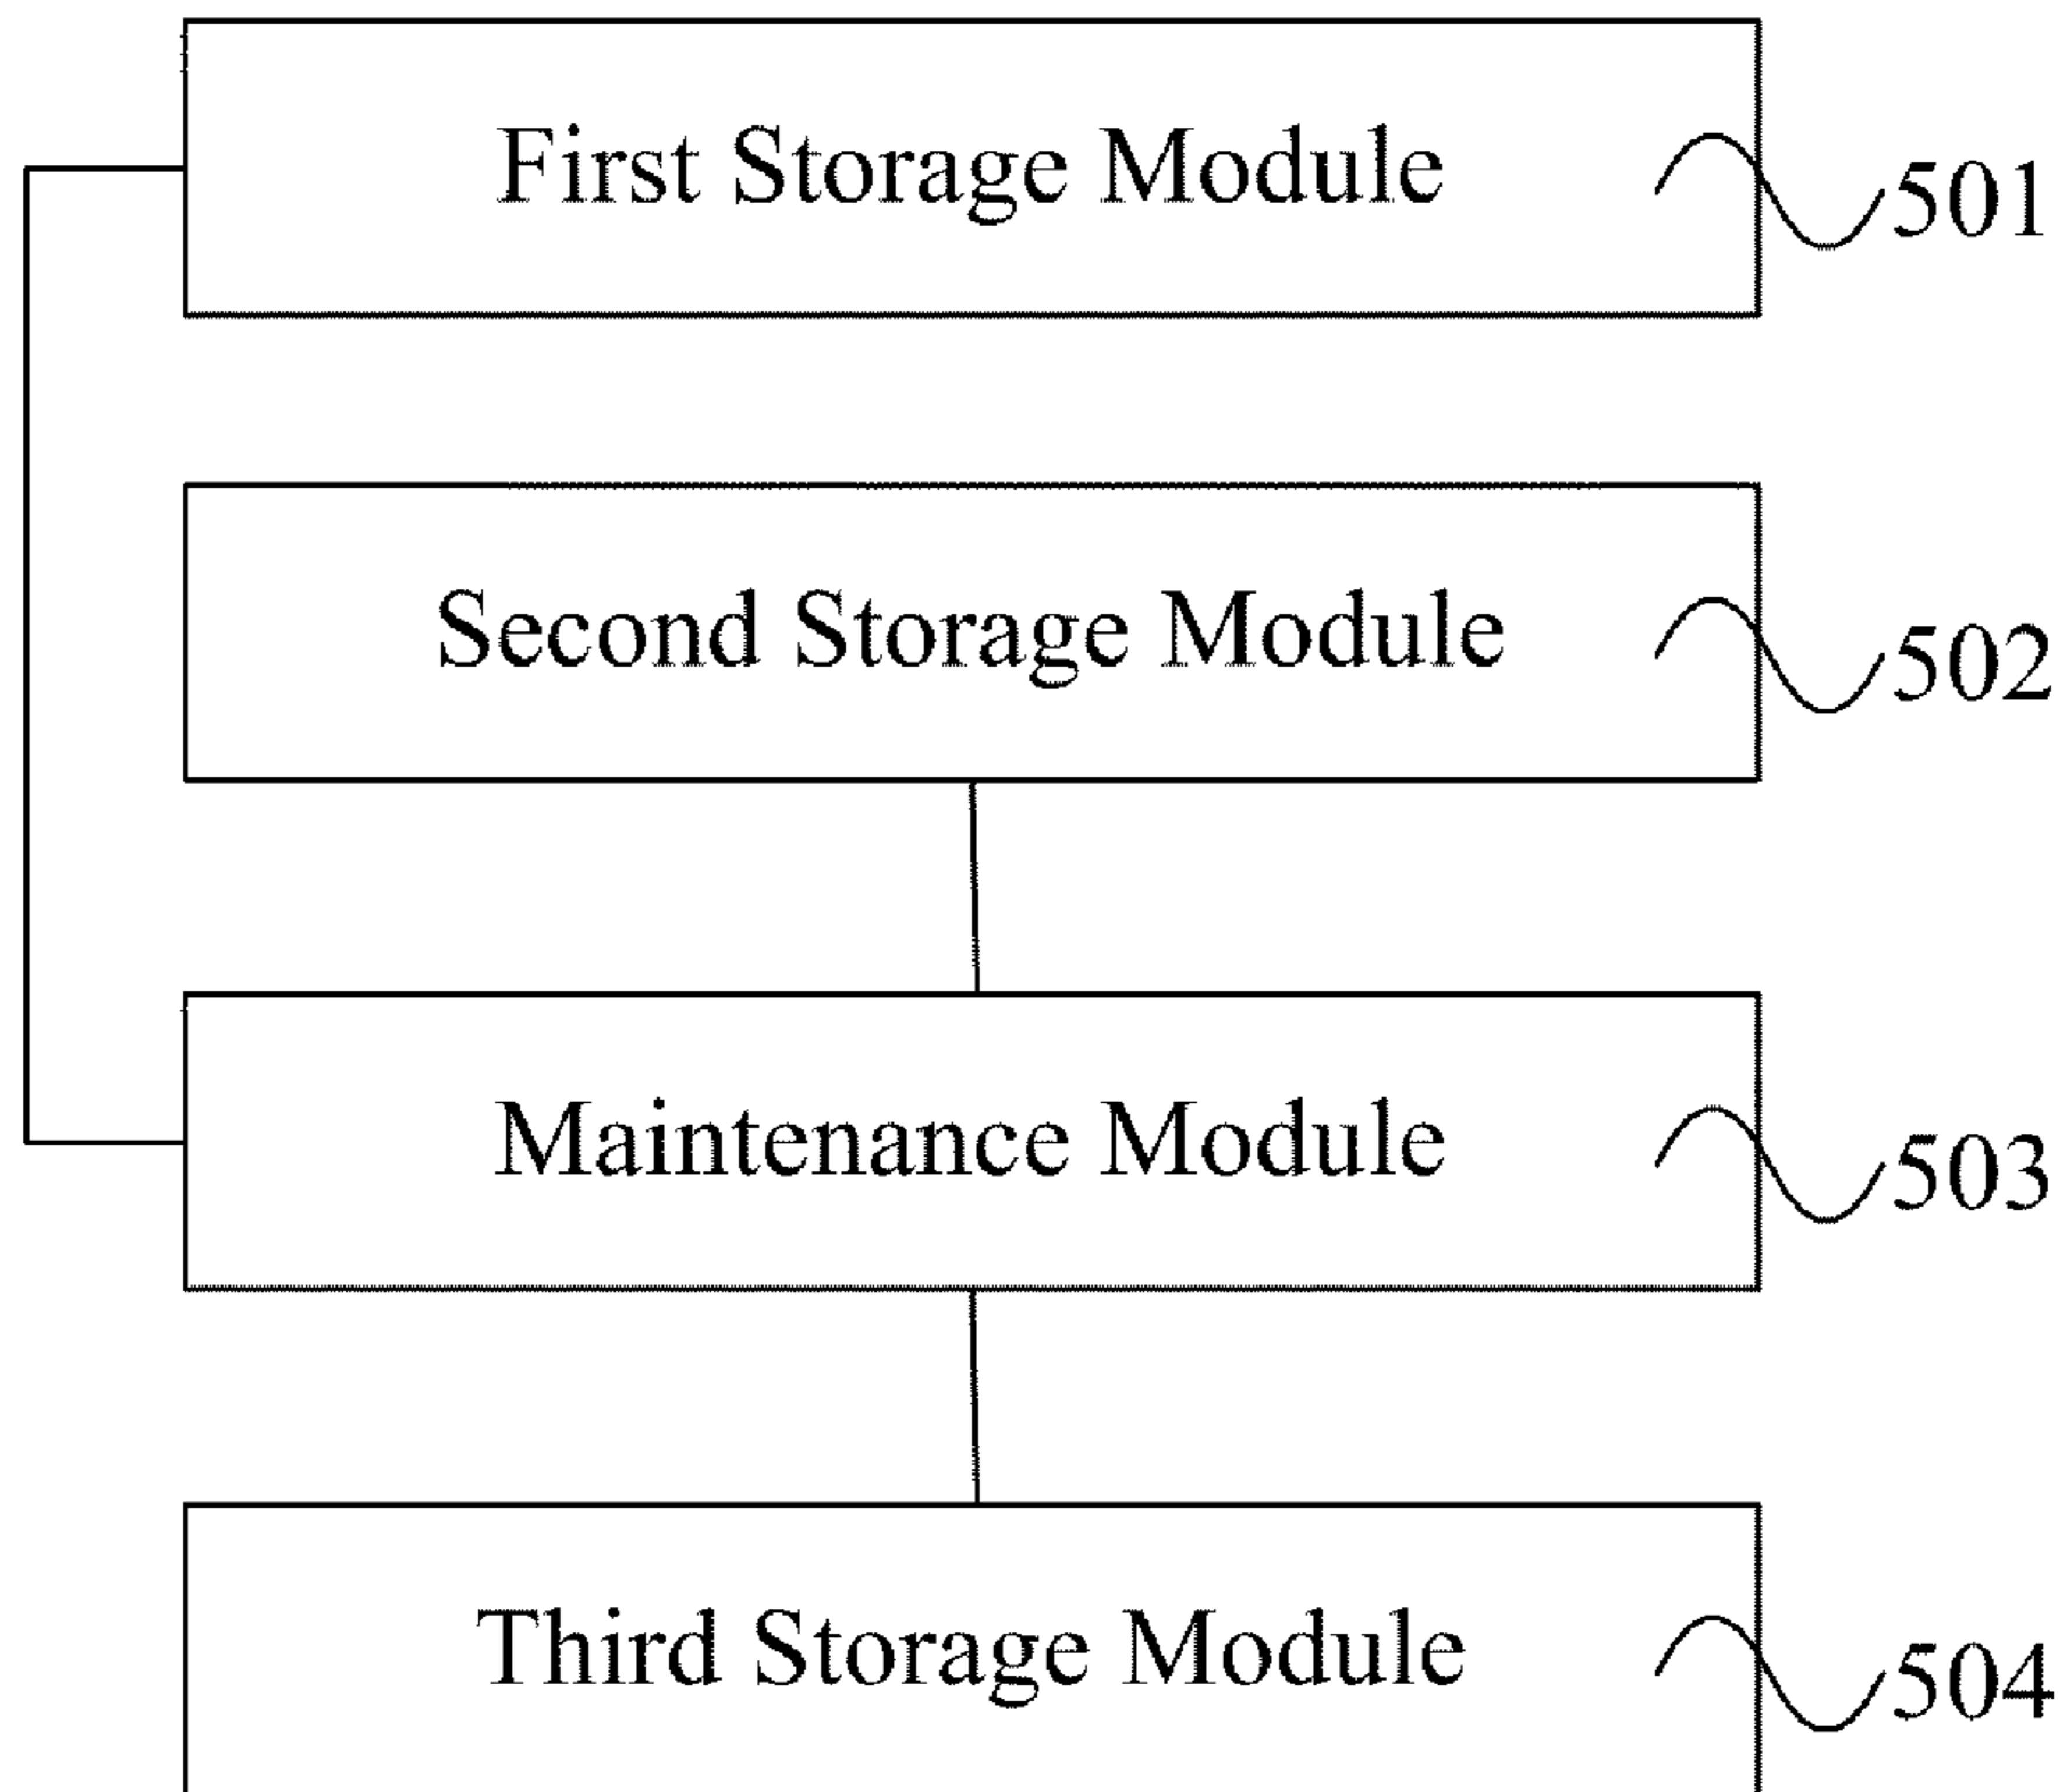 First Storage Module 501
Second Storage Module 502
Maintenance Module 503
Third Storage Module 504